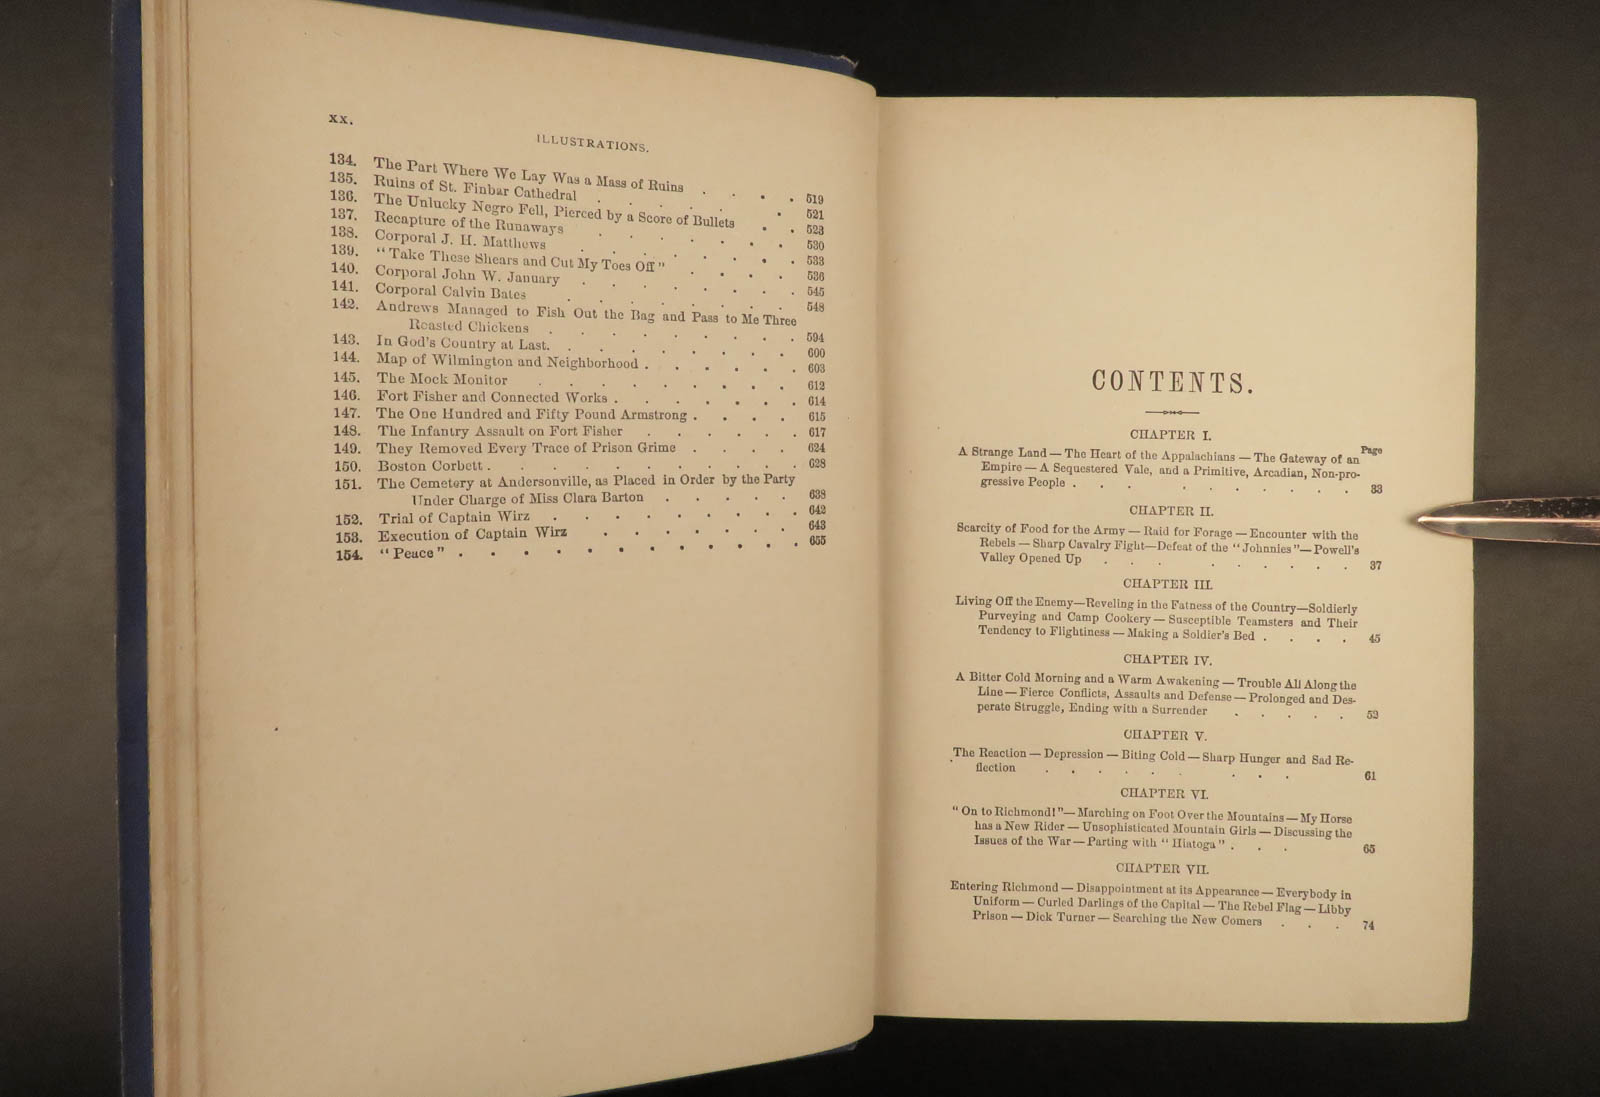 xx.
ILLUSTRATIONS.
134. The Part Where We Lay Was a Mass of Ruins . . . . 519
135. Ruins of St. Finbar Cathedral . . . . . . 521
136. The Unlucky Negro Fell, Pierced by a Score of Bullets . . 523
137. Recapture of the Runaways . . . . . . . 530
138. Corporal J. H. Matthews . . . . . . . 533
139. "Take These Shears and Cut My Toes Off" . . . . 536
140. Corporal John W. January . . . . . . . 545
141. Corporal Calvin Bates . . . . . . . . 548
142. Andrews Managed to Fish Out the Bag and Pass to Me Three
Roasted Chickens . . . . . . . . . 594
143. In God's Country at Last. . . . . . . . . 600
144. Map of Wilmington and Neighborhood . . . . . . 603
145. The Mock Monitor . . . . . . . . . 612
146. Fort Fisher and Connected Works . . . . . . . 614
147. The One Hundred and Fifty Pound Armstrong . . . . 615
148. The Infantry Assault on Fort Fisher . . . . . . 617
149. They Removed Every Trace of Prison Grime . . . . 624
150. Boston Corbett . . . . . . . . . . . 628
151. The Cemetery at Andersonville, as Placed in Order by the Party
Under Charge of Miss Clara Barton . . . . . 638
152. Trial of Captain Wirz . . . . . . . . . 642
153. Execution of Captain Wirz . . . . . . . 643
154. "Peace" . . . . . . . . . . . . 655
CONTENTS.
CHAPTER I.
Page
A Strange Land — The Heart of the Appalachians — The Gateway of an
Empire — A Sequestered Vale, and a Primitive, Arcadian, Non-pro-
gressive People . . . . . . . . . . 33
CHAPTER II.
Scarcity of Food for the Army — Raid for Forage — Encounter with the
Rebels — Sharp Cavalry Fight—Defeat of the "Johnnies"— Powell's
Valley Opened Up . . . . . . . . . 37
CHAPTER III.
Living Off the Enemy—Reveling in the Fatness of the Country—Soldierly
Purveying and Camp Cookery — Susceptible Teamsters and Their
Tendency to Flightiness — Making a Soldier's Bed . . . . 45
CHAPTER IV.
A Bitter Cold Morning and a Warm Awakening — Trouble All Along the
Line — Fierce Conflicts, Assaults and Defense — Prolonged and Des-
perate Struggle, Ending with a Surrender . . . . . 52
CHAPTER V.
The Reaction — Depression — Biting Cold — Sharp Hunger and Sad Re-
flection . . . . . . . . . 61
CHAPTER VI.
"On to Richmond!"— Marching on Foot Over the Mountains — My Horse
has a New Rider — Unsophisticated Mountain Girls — Discussing the
Issues of the War — Parting with "Hiatoga" . . . 65
CHAPTER VII.
Entering Richmond — Disappointment at its Appearance — Everybody in
Uniform — Curled Darlings of the Capital — The Rebel Flag — Libby
Prison — Dick Turner — Searching the New Comers . . . 74